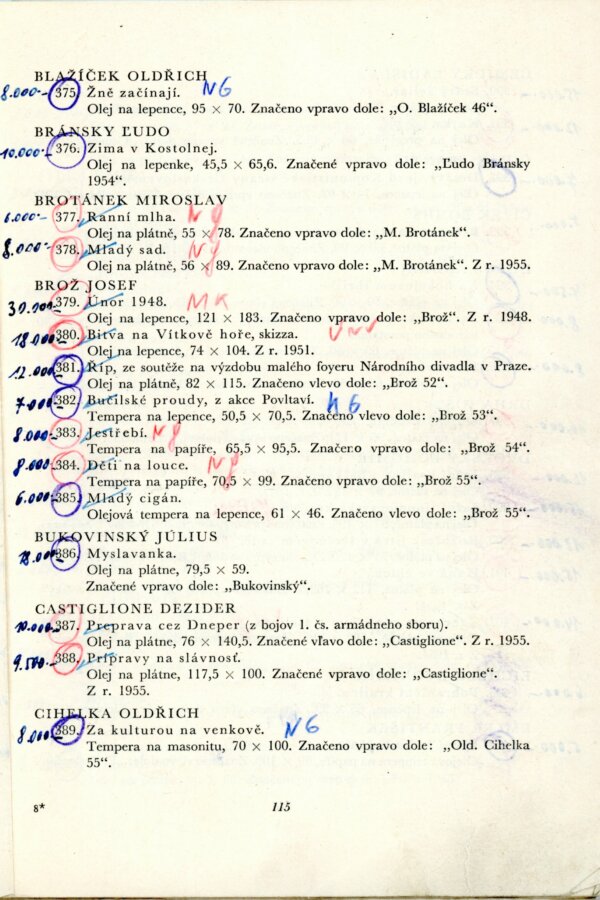 BLAŽÍČEK OLDŘICH
8.000.- 375. Žně začínají. NG
Olej na lepence, 95 × 70. Značeno vpravo dole: „O. Blažíček 46“.
BRÁNSKY ĽUDO
10.000.- 376. Zima v Kostolnej.
Olej na lepenke, 45,5 × 65,6. Značené vpravo dole: „Ľudo Bránsky
1954“.
BROTÁNEK MIROSLAV
6.000.- 377. Ranní mlha. Ng
Olej na plátně, 55 × 78. Značeno vpravo dole: „M. Brotánek“.
8.000.- 378. Mladý sad. Ng
Olej na plátně, 56 × 89. Značeno vpravo dole: „M. Brotánek“. Z r. 1955.
BROŽ JOSEF
30.000.- 379. Únor 1948. MK
Olej na lepence, 121 × 183. Značeno vpravo dole: „Brož“. Z r. 1948.
18.000.- 380. Bitva na Vítkově hoře, skizza.
Olej na lepence, 74 × 104. Z r. 1951.
12.000 381. Říp, ze soutěže na výzdobu malého foyeru Národního divadla v Praze.
Olej na plátně, 82 × 115. Značeno vlevo dole: „Brož 52“.
7.000.- 382. Bučilské proudy, z akce Povltaví.
Tempera na lepence, 50,5 × 70,5. Značeno vlevo dole: „Brož 53“.
8.000.- 383. Jestřebí. Ng
Tempera na papíře, 65,5 × 95,5. Značeno vpravo dole: „Brož 54“.
8.000.- 384. Děti na louce. Ng
Tempera na papíře, 70,5 × 99. Značeno vpravo dole: „Brož 55“.
6.000.- 385. Mladý cigán.
Olejová tempera na lepence, 61 × 46. Značeno vlevo dole: „Brož 55“.
BUKOVINSKÝ JÚLIUS
386. Myslavanka.
Olej na plátne, 79,5 × 59.
Značené vpravo dole: „Bukovinský“.
CASTIGLIONE DEZIDER
10.000.- 387. Preprava cez Dneper (z bojov 1. čs. armádneho sboru).
Olej na plátne, 76 × 140,5. Značené vľavo dole: „Castiglione“. Z r. 1955.
9.500.- 388. Prípravy na slávnosť.
Olej na plátne, 117,5 × 100. Značené vpravo dole: „Castiglione“.
Z r. 1955.
CIHELKA OLDŘICH
8.000.- 389. Za kulturou na venkově. NG
Tempera na masonitu, 70 × 100. Značeno vpravo dole: „Old. Cihelka
55“.
8*
115